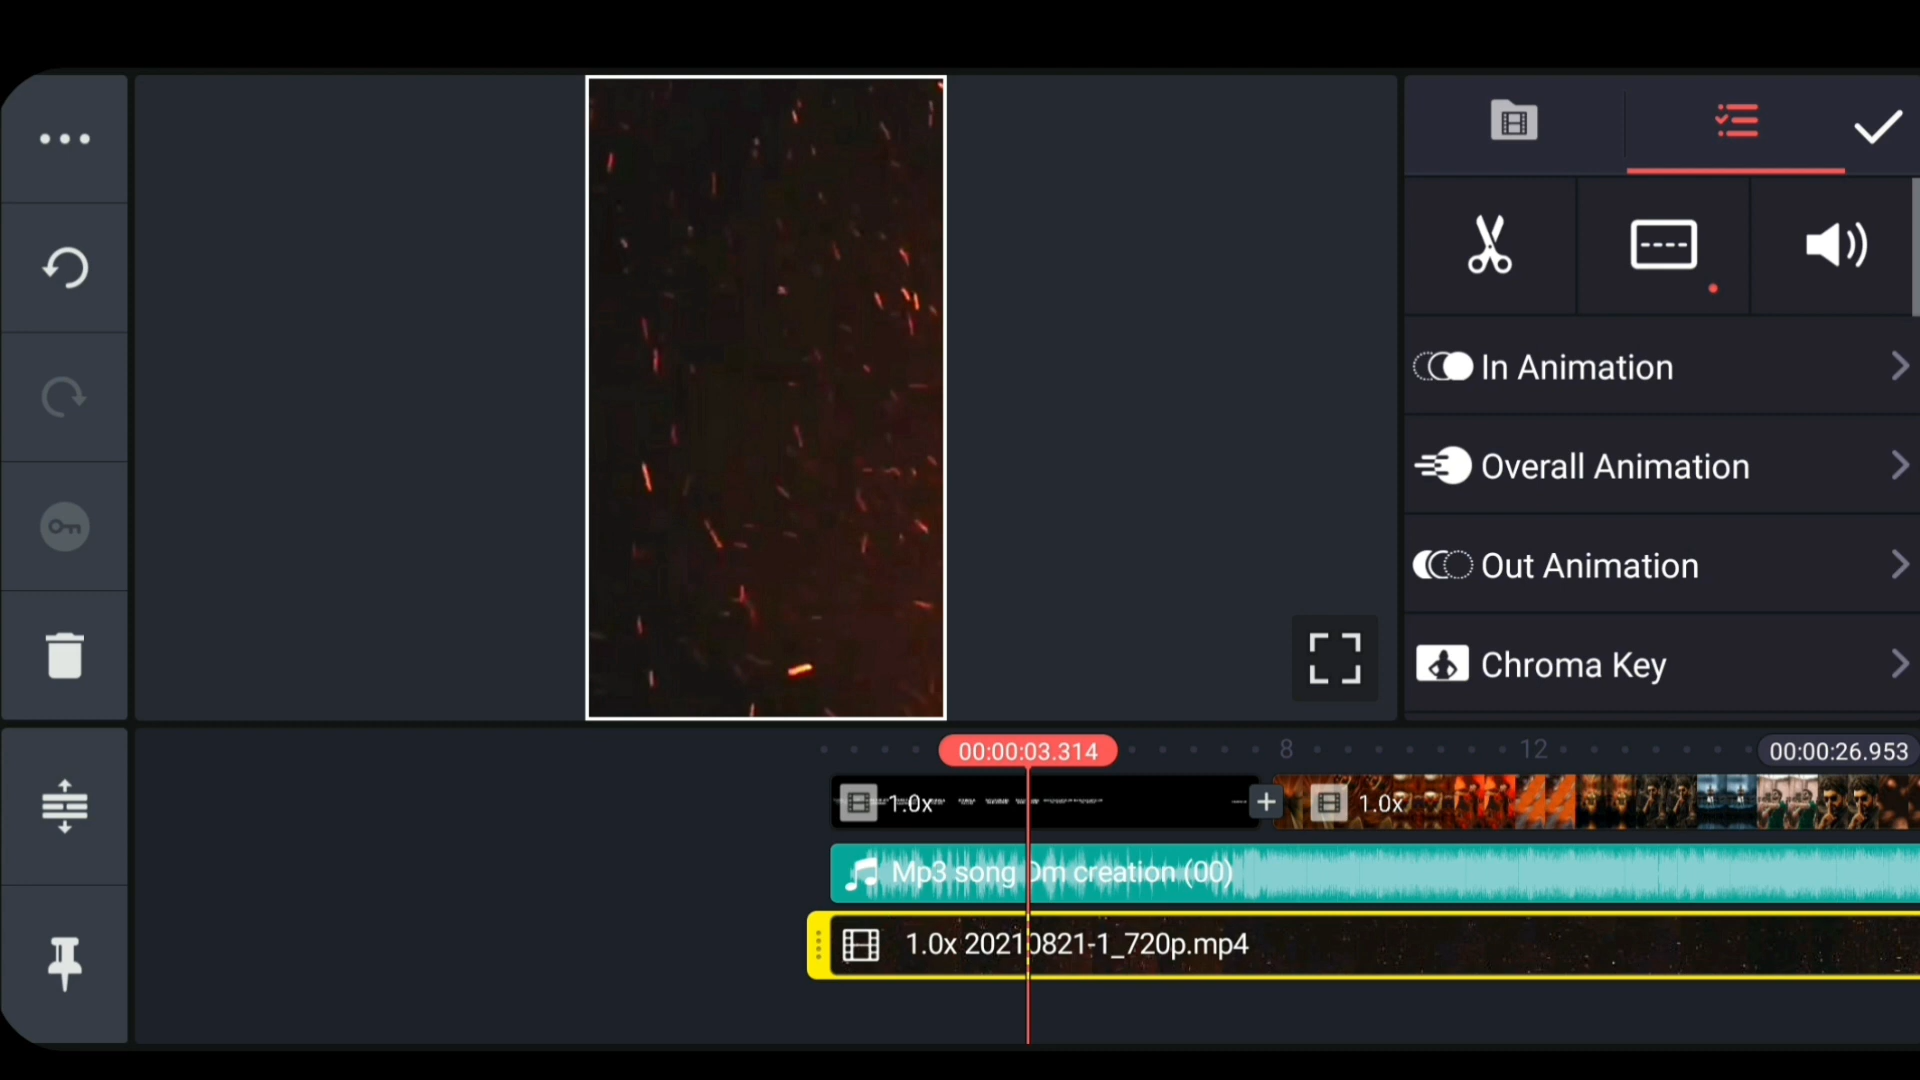 In Animation
Overall Animation
Out Animation
Chroma Key
00:00:03.314
8
12
00:00:26.953
1.0x
1.0x
Mp3 song Dm creation (00)
1.0x 20210821-1_720p.mp4